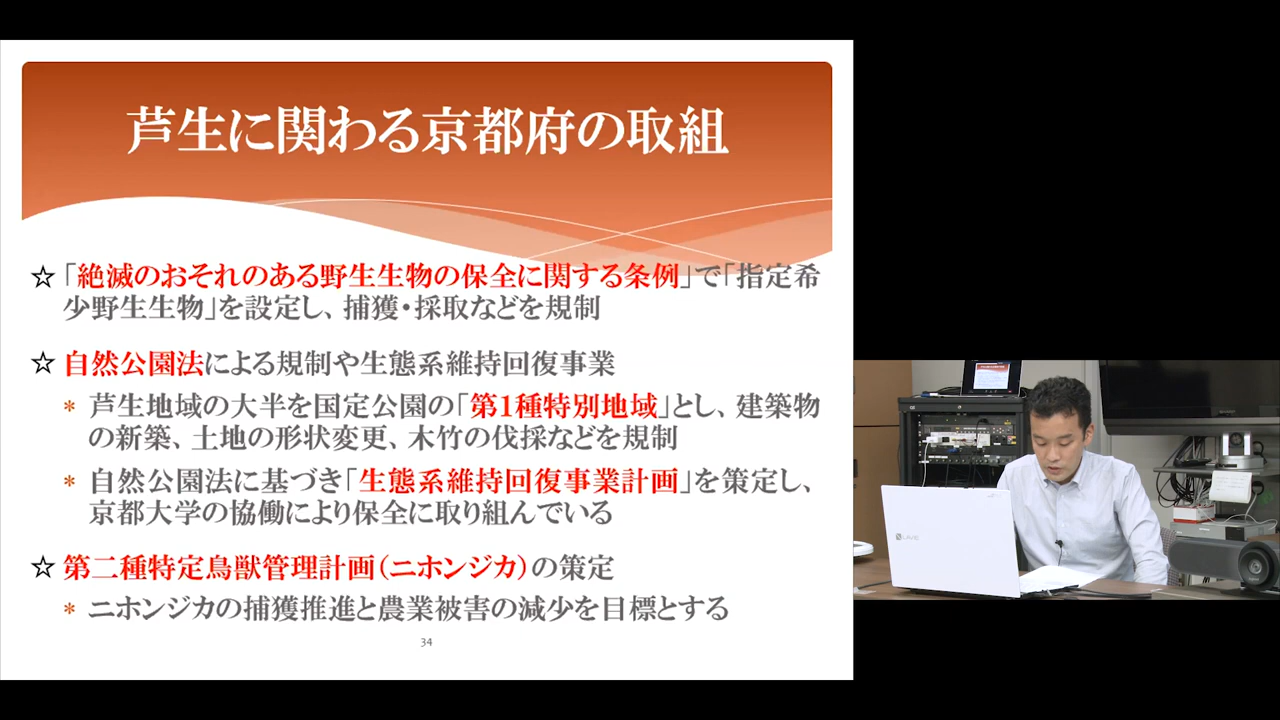 芦生に関わる京都府の取組
☆「絶滅のおそれのある野生生物の保全に関する条例」で「指定希
少野生生物」を設定し、捕獲・採取などを規制
☆ 自然公園法による規制や生態系維持回復事業
* 芦生地域の大半を国定公園の「第1種特別地域」とし、建築物
の新築、土地の形状変更、木竹の伐採などを規制
* 自然公園法に基づき「生態系維持回復事業計画」を策定し、
京都大学の協働により保全に取り組んでいる
☆ 第二種特定鳥獣管理計画(ニホンジカ)の策定
* ニホンジカの捕獲推進と農業被害の減少を目標とする
34
LAVIE